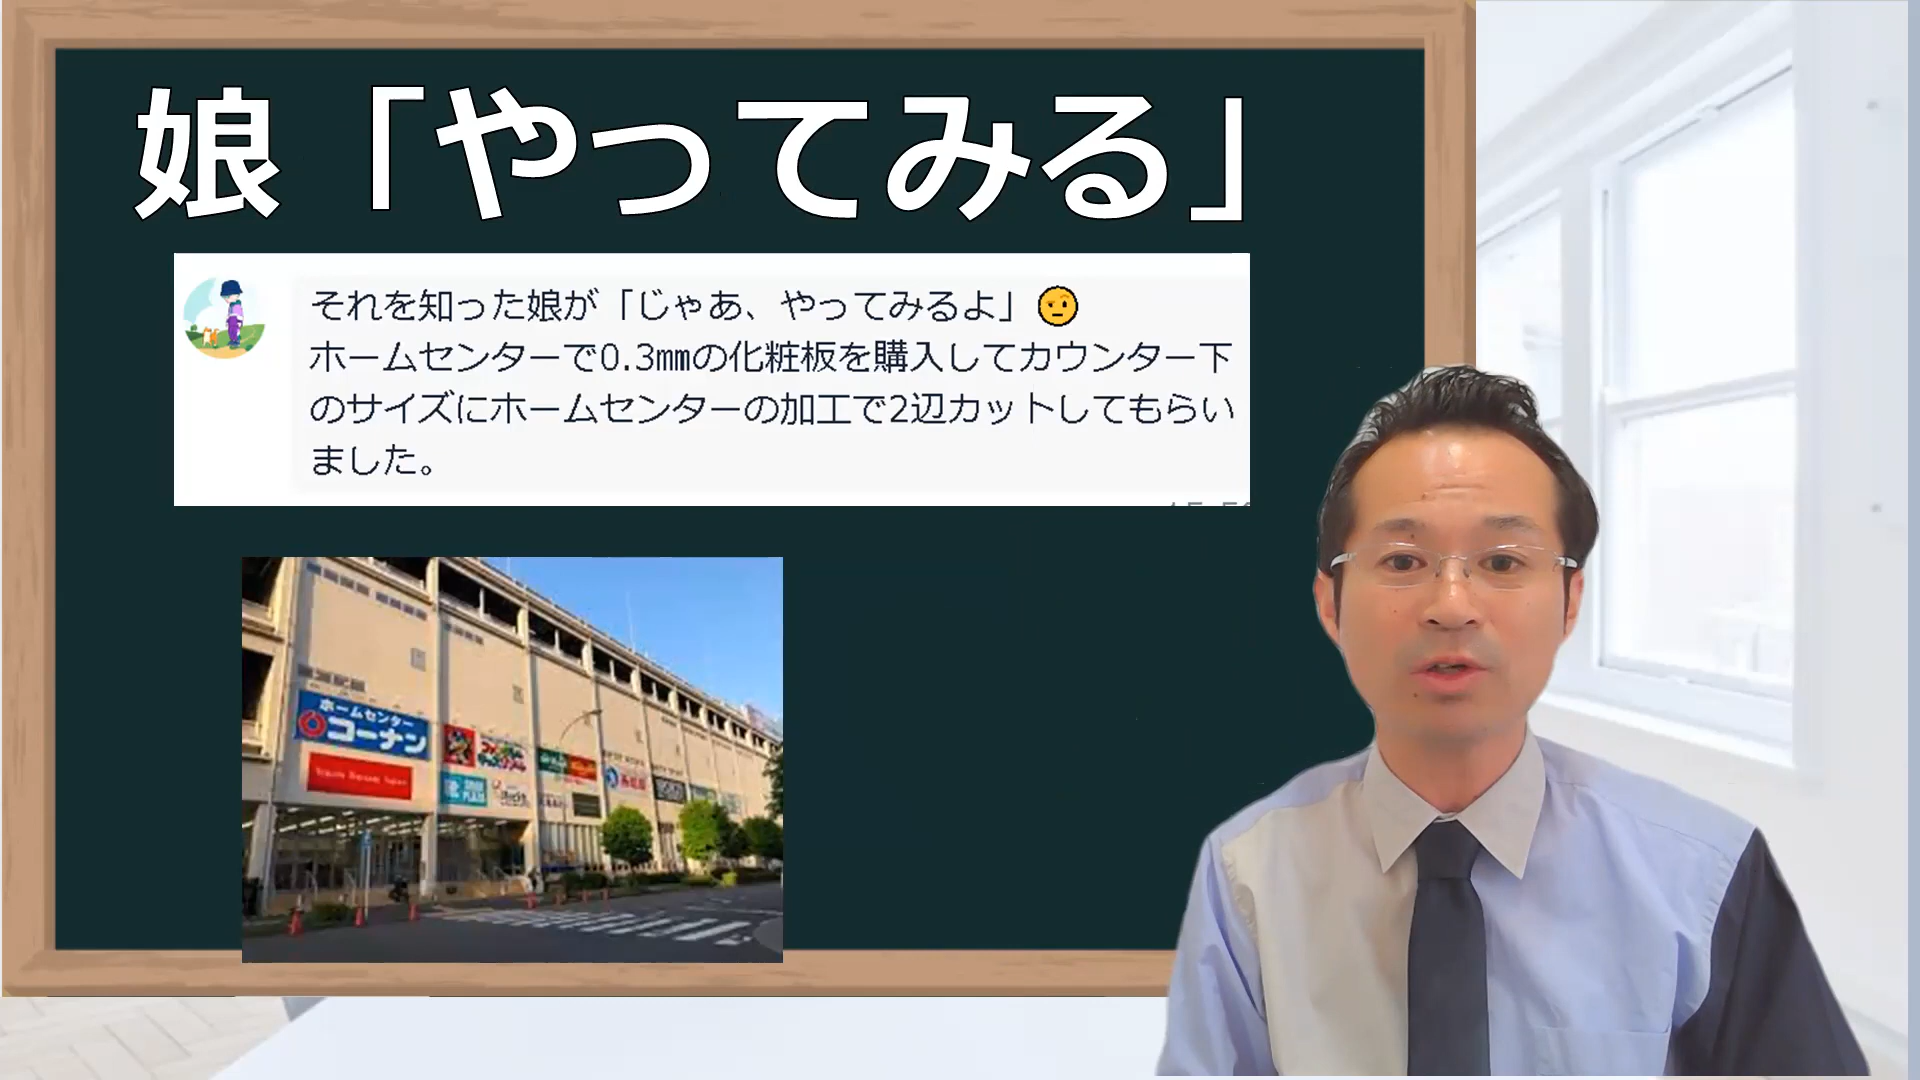 娘「やってみる」
それを知った娘が「じゃあ、やってみるよ」🤨
ホームセンターで0.3㎜の化粧板を購入してカウンター下
のサイズにホームセンターの加工で2辺カットしてもらい
ました。
ホームセンター
コーナン